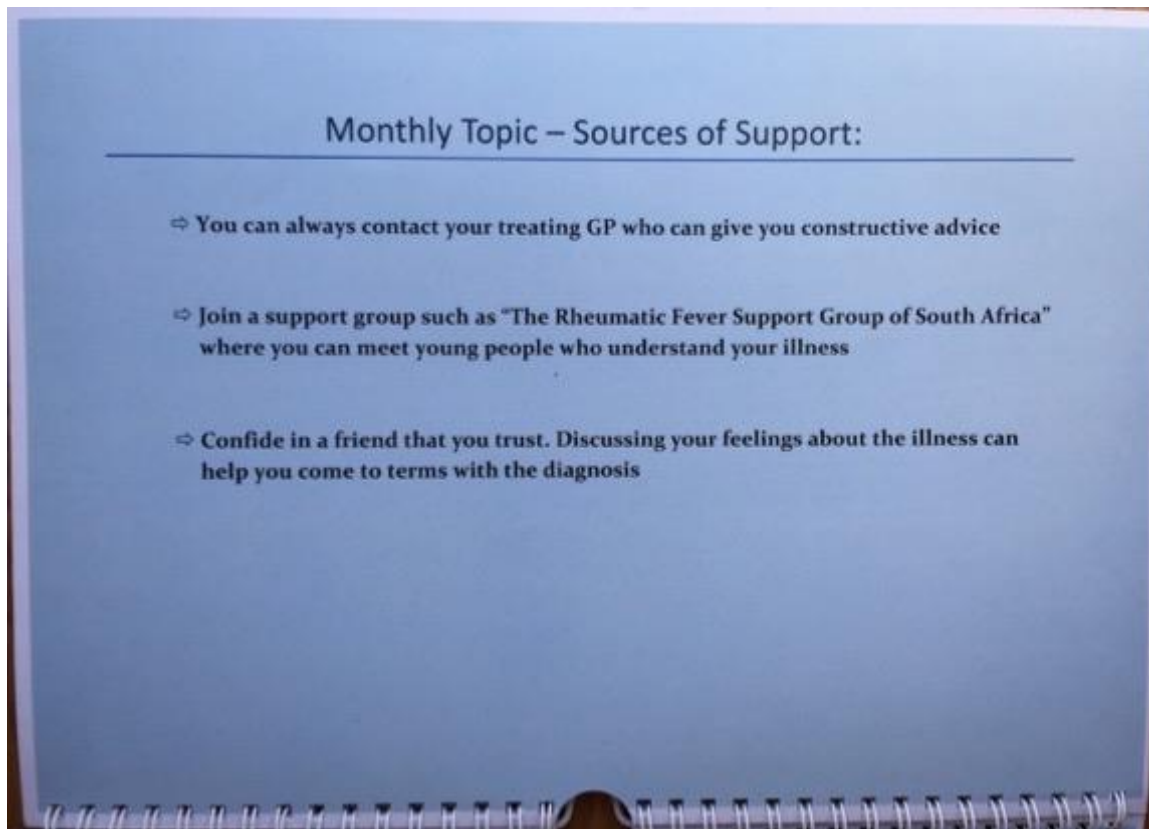 Monthly Topic – Sources of Support:
⇨ You can always contact your treating GP who can give you constructive advice
⇨ Join a support group such as "The Rheumatic Fever Support Group of South Africa"
where you can meet young people who understand your illness
⇨ Confide in a friend that you trust. Discussing your feelings about the illness can
help you come to terms with the diagnosis